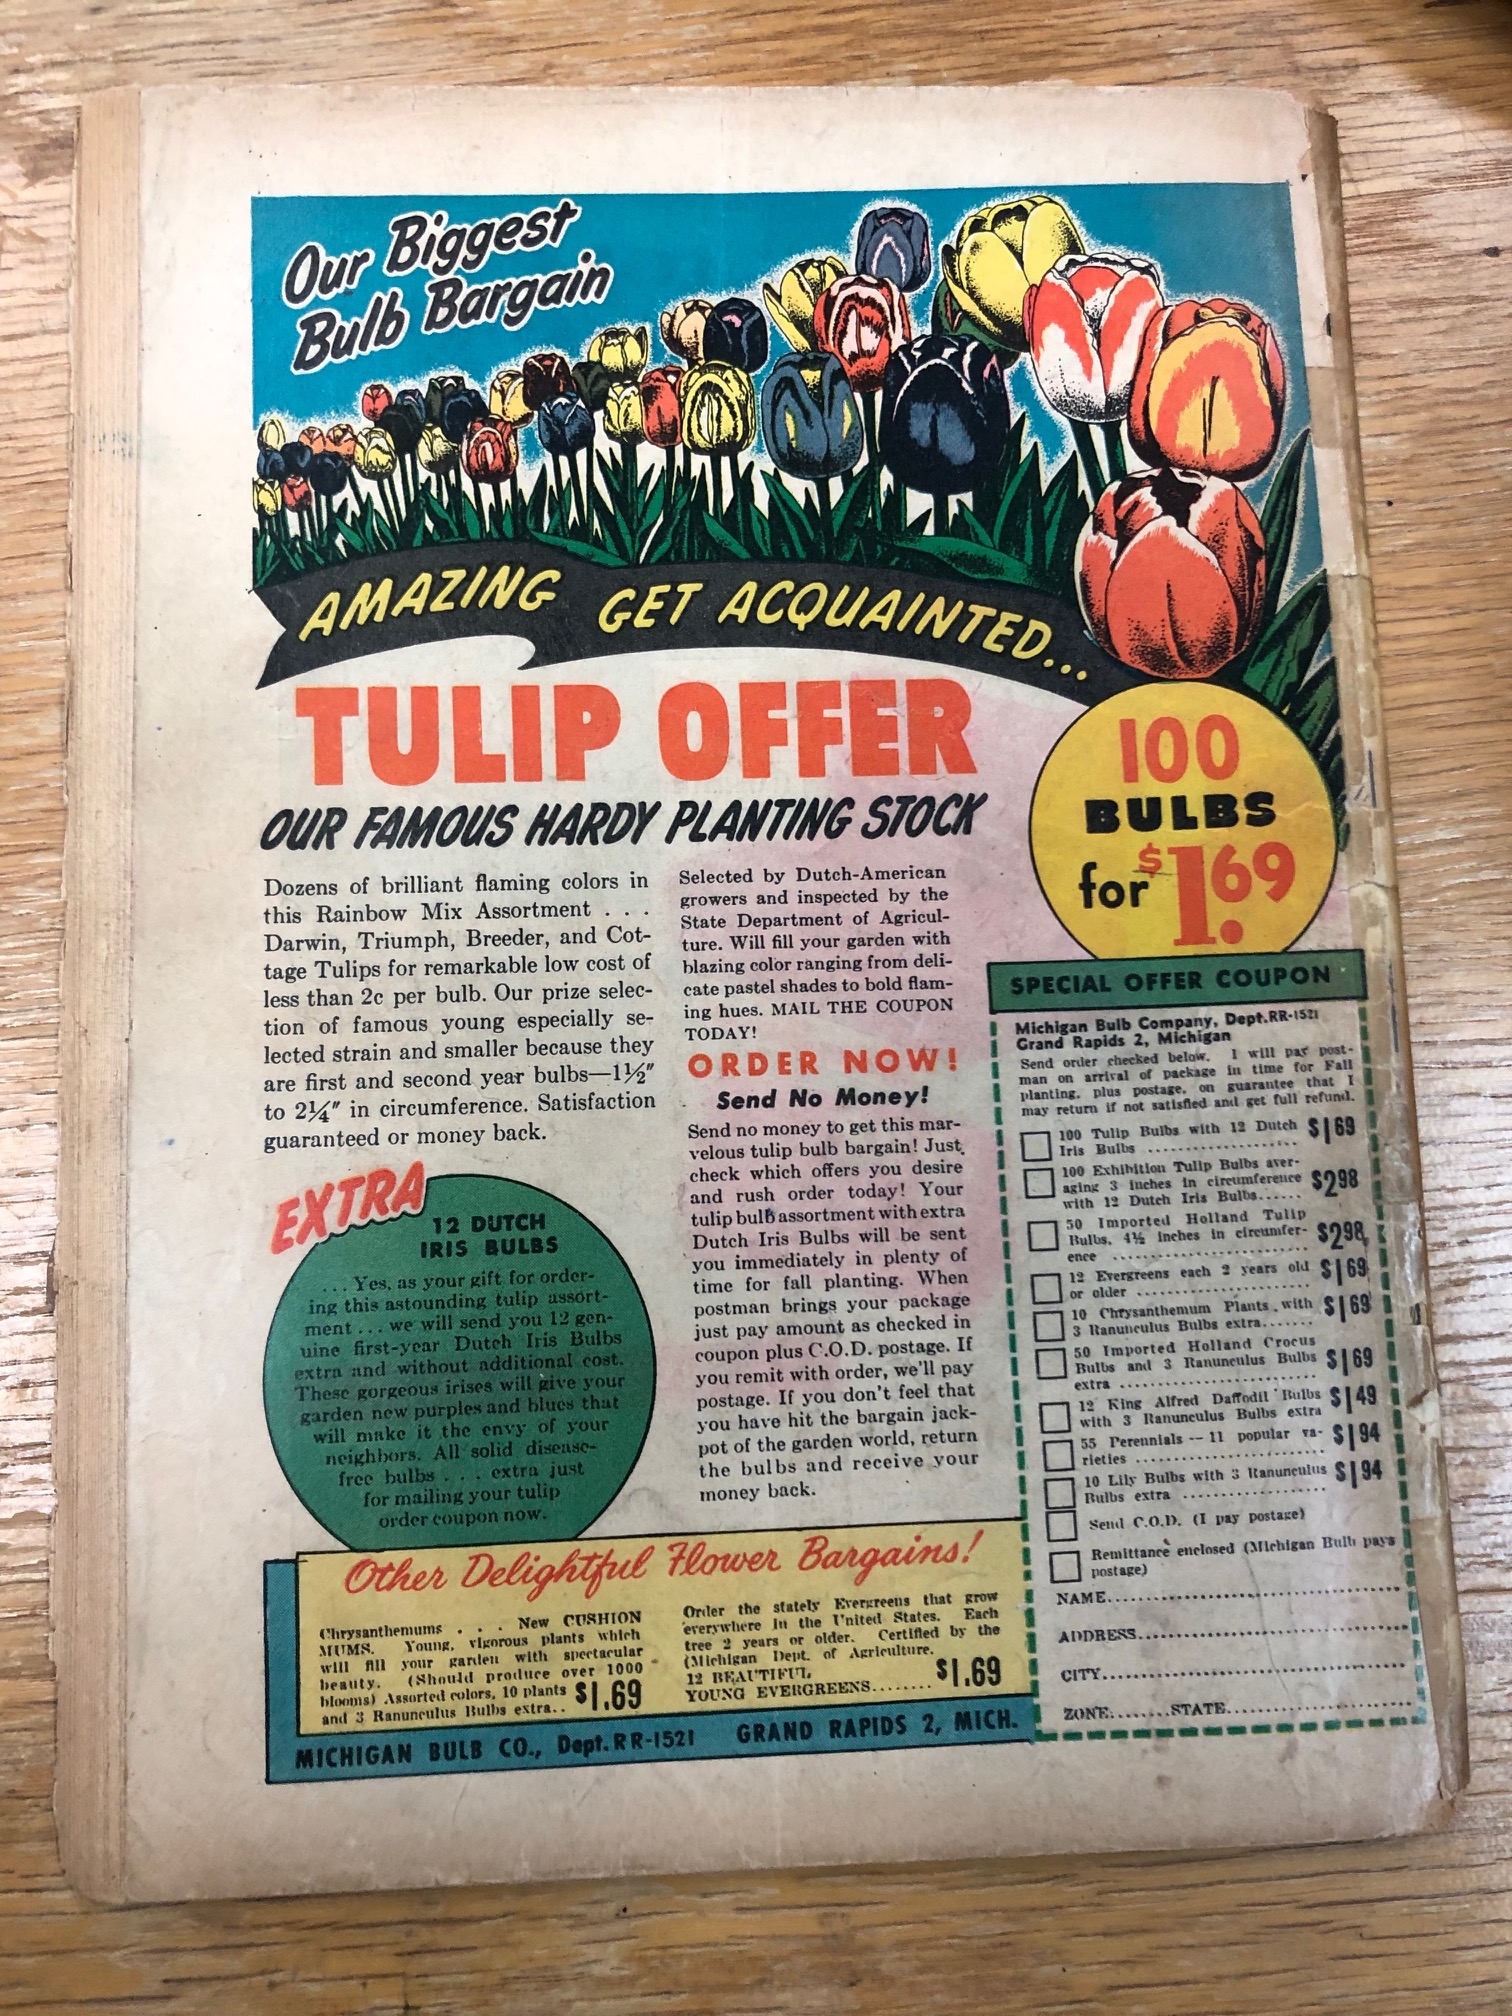 Our Biggest
Bulb Bargain
AMAZING GET ACQUAINTED...
TULIP OFFER
OUR FAMOUS HARDY PLANTING STOCK
100
BULBS
for $1.69
Dozens of brilliant flaming colors in
this Rainbow Mix Assortment . . .
Darwin, Triumph, Breeder, and Cot-
tage Tulips for remarkable low cost of
less than 2c per bulb. Our prize selec-
tion of famous young especially se-
lected strain and smaller because they
are first and second year bulbs—1½"
to 2¼" in circumference. Satisfaction
guaranteed or money back.
EXTRA
12 DUTCH
IRIS BULBS
. . . Yes, as your gift for order-
ing this astounding tulip assort-
ment . . . we will send you 12 gen-
uine first-year Dutch Iris Bulbs
extra and without additional cost.
These gorgeous irises will give your
garden new purples and blues that
will make it the envy of your
neighbors. All solid disease-
free bulbs . . . extra just
for mailing your tulip
order coupon now.
Selected by Dutch-American
growers and inspected by the
State Department of Agricul-
ture. Will fill your garden with
blazing color ranging from deli-
cate pastel shades to bold flam-
ing hues. MAIL THE COUPON
TODAY!
ORDER NOW!
Send No Money!
Send no money to get this mar-
velous tulip bulb bargain! Just
check which offers you desire
and rush order today! Your
tulip bulb assortment with extra
Dutch Iris Bulbs will be sent
you immediately in plenty of
time for fall planting. When
postman brings your package
just pay amount as checked in
coupon plus C.O.D. postage. If
you remit with order, we'll pay
postage. If you don't feel that
you have hit the bargain jack-
pot of the garden world, return
the bulbs and receive your
money back.
SPECIAL OFFER COUPON
Michigan Bulb Company, Dept.RR-1521
Grand Rapids 2, Michigan
Send order checked below. I will pay post-
man on arrival of package in time for Fall
planting, plus postage, on guarantee that I
may return if not satisfied and get full refund.
100 Tulip Bulbs with 12 Dutch
Iris Bulbs .................... $1.69
100 Exhibition Tulip Bulbs aver-
aging 3 inches in circumference
with 12 Dutch Iris Bulbs...... $2.98
50 Imported Holland Tulip
Bulbs, 4½ inches in circumfer-
ence .......................... $2.98
12 Evergreens each 2 years old
or older ...................... $1.69
10 Chrysanthemum Plants with
3 Ranunculus Bulbs extra....... $1.69
50 Imported Holland Crocus
Bulbs and 3 Ranunculus Bulbs
extra ......................... $1.69
12 King Alfred Daffodil Bulbs
with 3 Ranunculus Bulbs extra $1.49
55 Perennials -- 11 popular va-
rieties ....................... $1.94
10 Lily Bulbs with 3 Ranunculus
Bulbs extra ................... $1.94
Send C.O.D. (I pay postage)
Remittance enclosed (Michigan Bulb pays
postage)
NAME...................................
ADDRESS................................
CITY...................................
ZONE........STATE......................
Other Delightful Flower Bargains!
Chrysanthemums . . . New CUSHION
MUMS. Young, vigorous plants which
will fill your garden with spectacular
beauty. (Should produce over 1000
blooms) Assorted colors, 10 plants
and 3 Ranunculus Bulbs extra.. $1.69
Order the stately Evergreens that grow
everywhere in the United States. Each
tree 2 years or older. Certified by the
(Michigan Dept. of Agriculture.
12 BEAUTIFUL
YOUNG EVERGREENS........ $1.69
MICHIGAN BULB CO., Dept. RR-1521 GRAND RAPIDS 2, MICH.